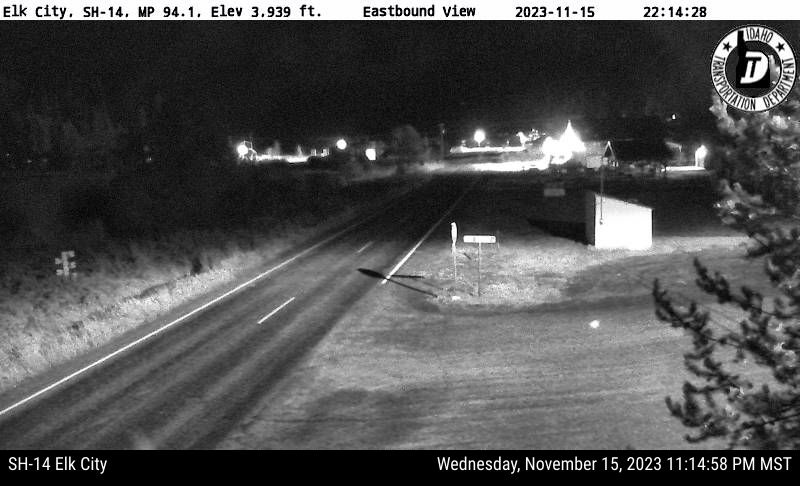 Elk City, SH-14, MP 94.1, Elev 3,939 ft. Eastbound View 2023-11-15 22:14:28
IDAHO
TRANSPORTATION DEPARTMENT
SH-14 Elk City Wednesday, November 15, 2023 11:14:58 PM MST